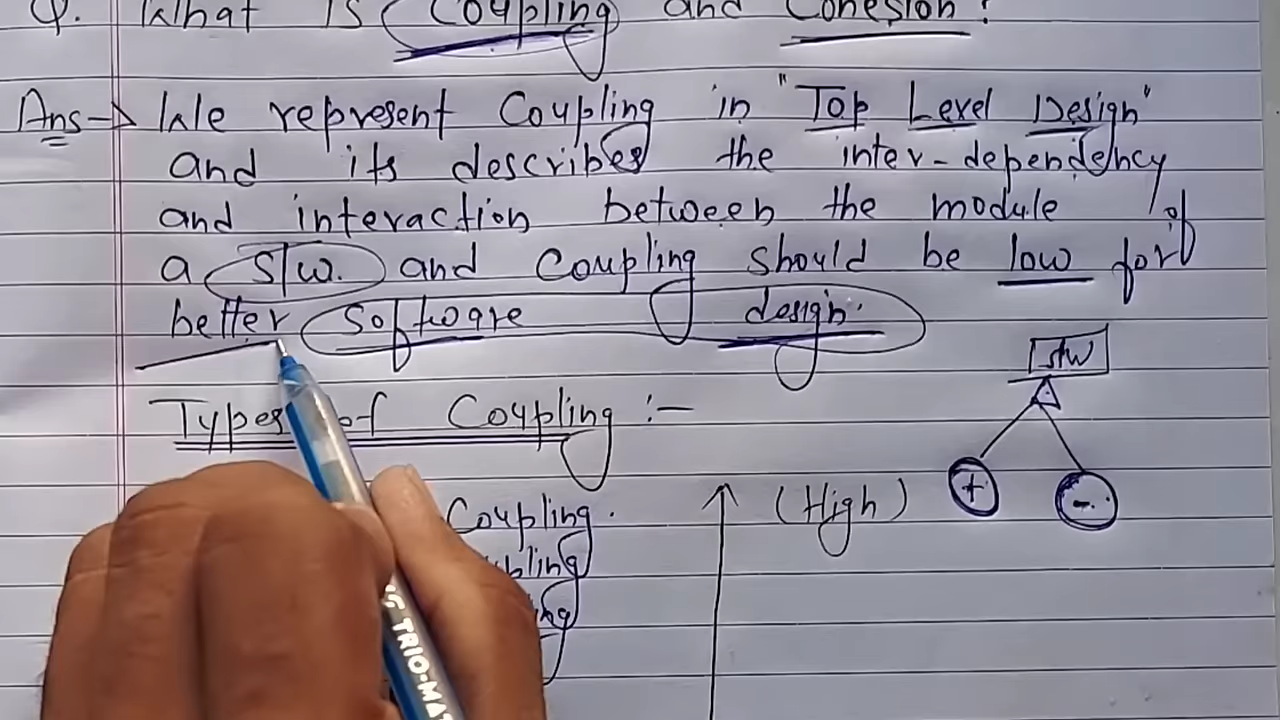 Q. What is Coupling and Cohesion?
Ans→ We represent Coupling in "Top Level Design"
and its describes the inter-dependency
and interaction between the module of
a S/w. and Coupling should be low for
better software design.
S/W
Types of Coupling :-
+ -
Coupling. (High)
TRIO-MA